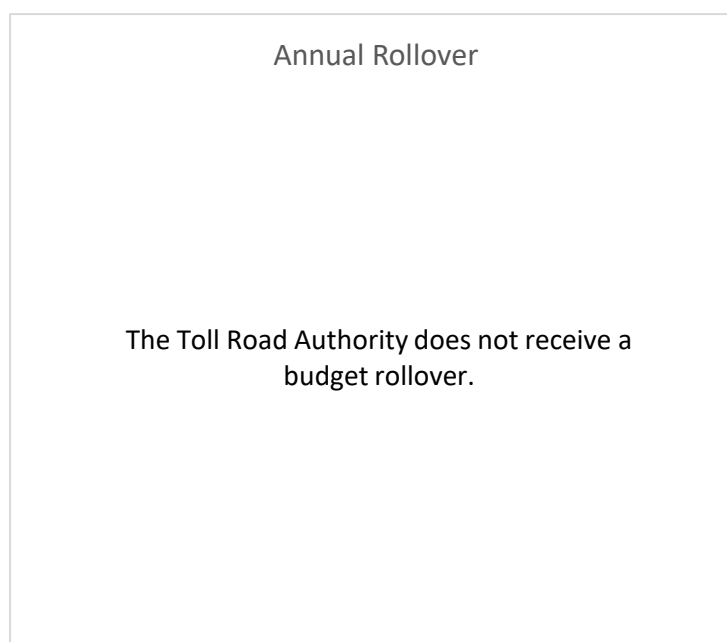 Annual Rollover
The Toll Road Authority does not receive a
budget rollover.